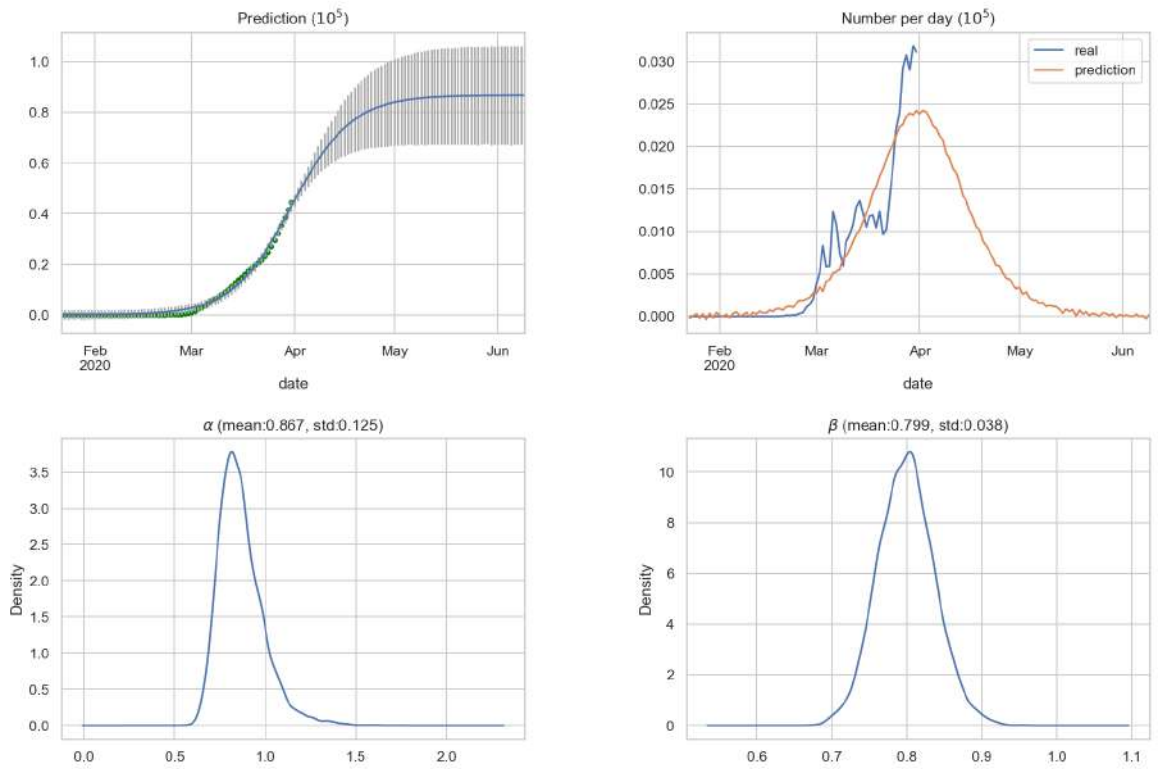 Prediction (10^5)
1.0
0.8
0.6
0.4
0.2
0.0
Feb
2020
Mar
Apr
May
Jun
date
Number per day (10^5)
real
prediction
0.030
0.025
0.020
0.015
0.010
0.005
0.000
Feb
2020
Mar
Apr
May
Jun
date
α (mean:0.867, std:0.125)
Density
3.5
3.0
2.5
2.0
1.5
1.0
0.5
0.0
0.0 0.5 1.0 1.5 2.0
β (mean:0.799, std:0.038)
Density
10
8
6
4
2
0
0.6 0.7 0.8 0.9 1.0 1.1